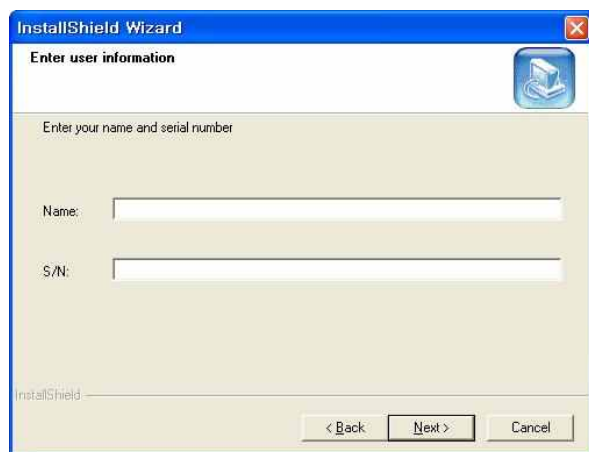 InstallShield Wizard
Enter user information
Enter your name and serial number
Name:
S/N:
InstallShield
< Back Next > Cancel